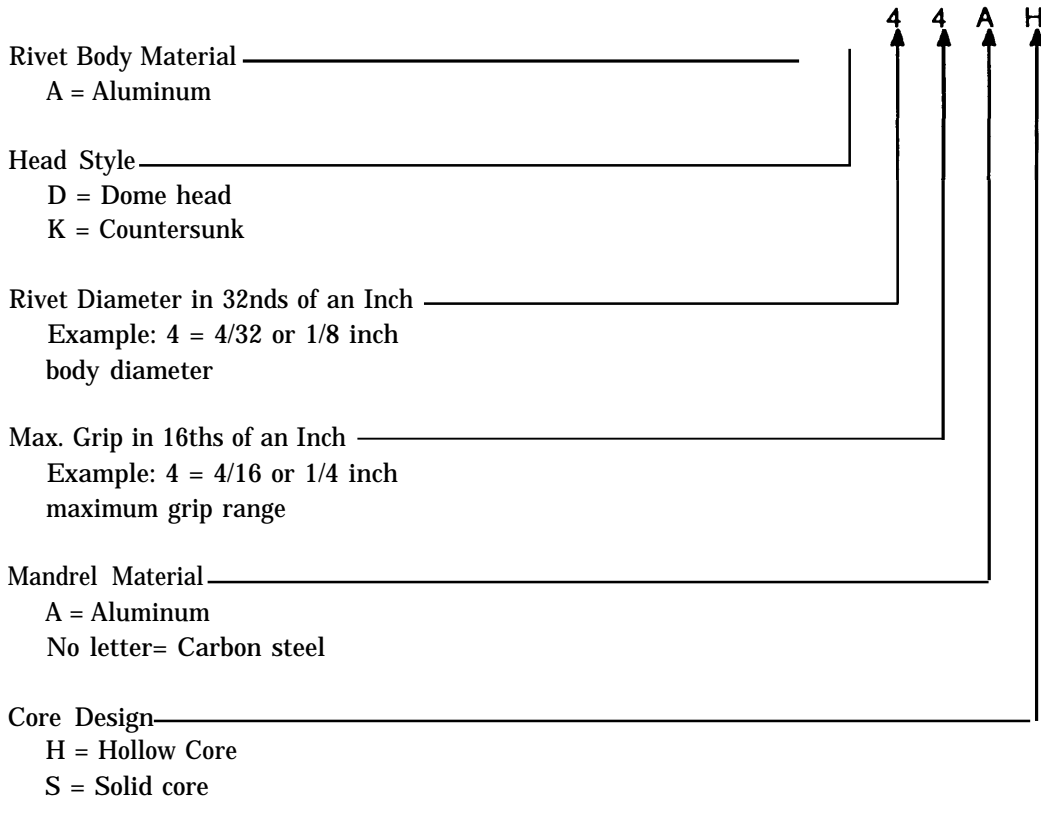 4 4 A H
Rivet Body Material
A = Aluminum
Head Style
D = Dome head
K = Countersunk
Rivet Diameter in 32nds of an Inch
Example: 4 = 4/32 or 1/8 inch
body diameter
Max. Grip in 16ths of an Inch
Example: 4 = 4/16 or 1/4 inch
maximum grip range
Mandrel Material
A = Aluminum
No letter= Carbon steel
Core Design
H = Hollow Core
S = Solid core